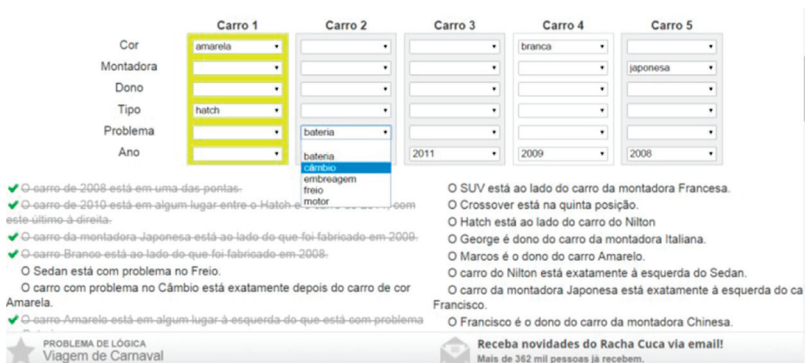 Carro 1 Carro 2 Carro 3 Carro 4 Carro 5
Cor amarela branca
Montadora japonesa
Dono
Tipo hatch
Problema bateria
Ano 2011 2009 2008
bateria
câmbio
embreagem
freio
motor
O carro de 2008 está em uma das pontas.
O carro de 2010 está em algum lugar entre o Hatch e o carro de 2011, com
este último à direita.
O carro da montadora Japonesa está ao lado do que foi fabricado em 2009.
O carro Branco está ao lado do que foi fabricado em 2008.
O Sedan está com problema no Freio.
O carro com problema no Câmbio está exatamente depois do carro de cor
Amarela.
O carro Amarelo está em algum lugar à esquerda do que está com problema
O SUV está ao lado do carro da montadora Francesa.
O Crossover está na quinta posição.
O Hatch está ao lado do carro do Nilton
O George é dono do carro da montadora Italiana.
O Marcos é o dono do carro Amarelo.
O carro do Nilton está exatamente à esquerda do Sedan.
O carro da montadora Japonesa está exatamente à esquerda do ca
Francisco.
O Francisco é o dono do carro da montadora Chinesa.
PROBLEMA DE LÓGICA
Viagem de Carnaval
Receba novidades do Racha Cuca via email!
Mais de 362 mil pessoas já recebem.